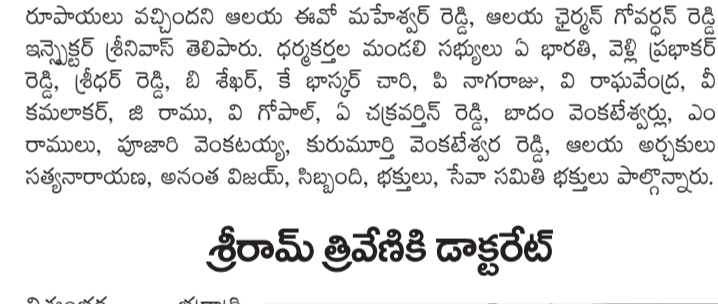 రూపాయలు వచ్చిందని ఆలయ ఈవో మహేశ్వర్ రెడ్డి, ఆలయ ఛైర్మన్ గోవర్ధన్ రెడ్డి
ఇన్స్పెక్టర్ శ్రీనివాస్ తెలిపారు. ధర్మకర్తల మండలి సభ్యులు ఏ భారతి, వెల్లి ప్రభాకర్
రెడ్డి, శ్రీధర్ రెడ్డి, బి శేఖర్, కే భాస్కర్ చారి, పి నాగరాజు, వి రాఘవేంద్ర, వీ
కమలాకర్, జి రాము, వి గోపాల్, ఏ చక్రవర్తిన్ రెడ్డి, బాదం వెంకటేశ్వర్లు, ఎం
రాములు, పూజారి వెంకటయ్య, కురుమూర్తి వెంకటేశ్వర రెడ్డి, ఆలయ అర్చకులు
సత్యనారాయణ, అనంత విజయ్, సిబ్బంది, భక్తులు, సేవా సమితి భక్తులు పాల్గొన్నారు.
శ్రీరామ్ త్రివేణికి డాక్టరేట్